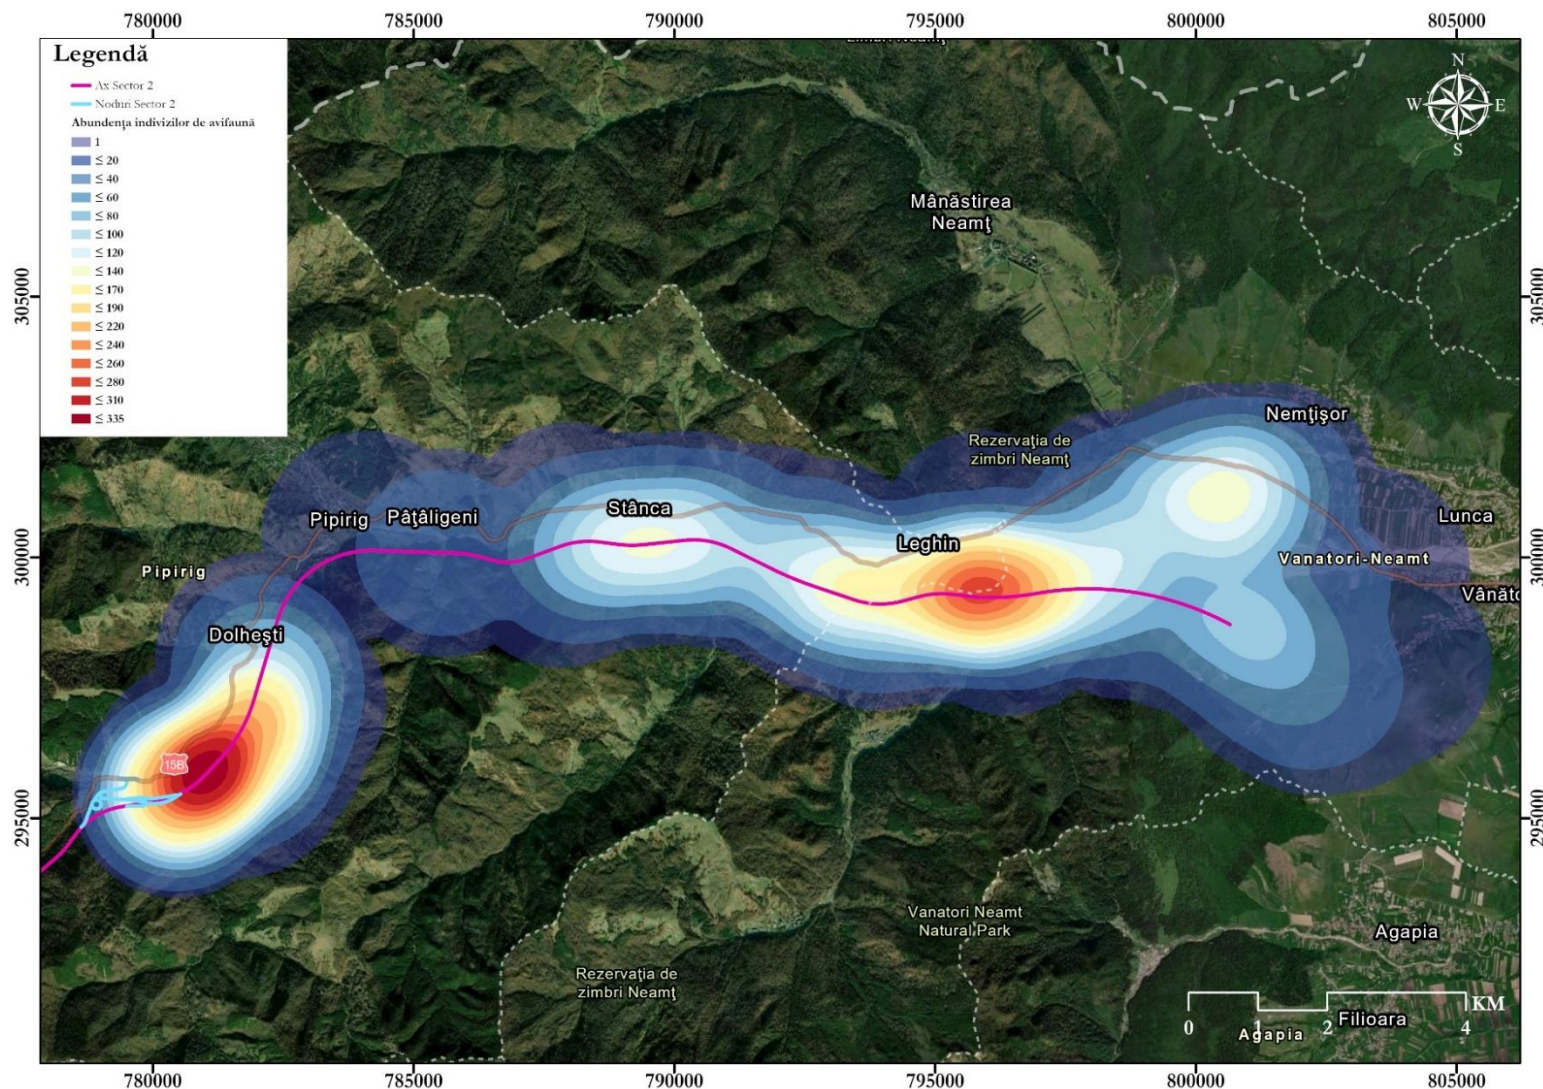 780000 785000 790000 795000 800000 805000
Legendă
Ax Sector 2
Noduri Sector 2
Abundența indivizilor de avifaună
1
≤ 20
≤ 40
≤ 60
≤ 80
≤ 100
≤ 120
≤ 140
≤ 170
≤ 190
≤ 220
≤ 240
≤ 260
≤ 280
≤ 310
≤ 335
N
W E
S
Mânăstirea
Neamţ
305000 305000
Nemţişor
Rezervaţia de
zimbri Neamţ
Stânca
Pipirig
Pâţâligeni
Lunca
Leghin
300000 300000
Vanatori-Neamt
Pipirig
Vânăto
Dolheşti
15B
295000 295000
Vanatori Neamt
Natural Park
Agapia
Rezervaţia de
zimbri Neamţ
KM
0 2 4
Agapia
Filioara
780000 785000 790000 795000 800000 805000